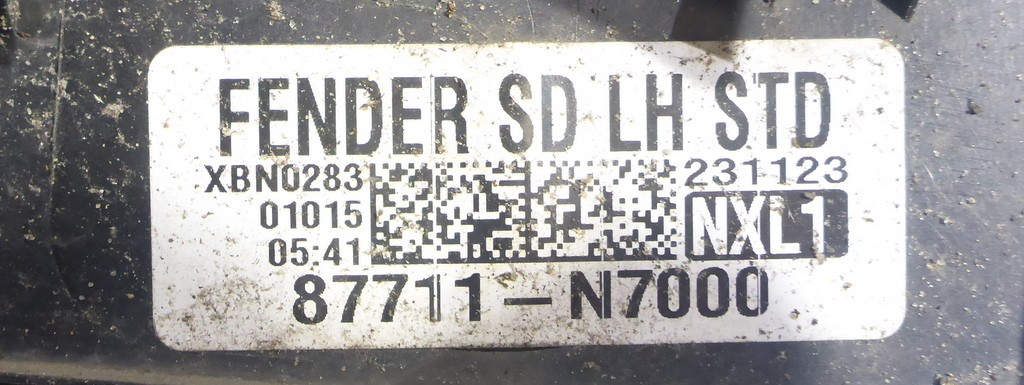 FENDER SD LH STD
XBN0283 231123
01015 NXL1
05:41
87711-N7000